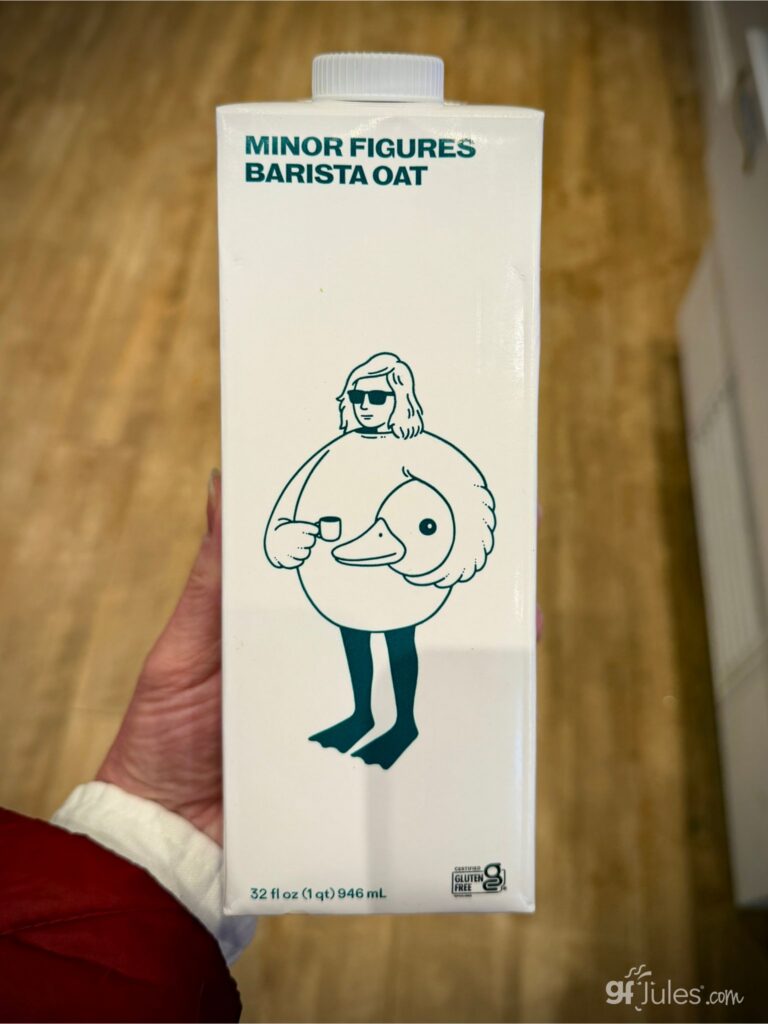 MINOR FIGURES
BARISTA OAT
32 fl oz (1 qt) 946 mL
CERTIFIED
GLUTEN
FREE
gfJules.com